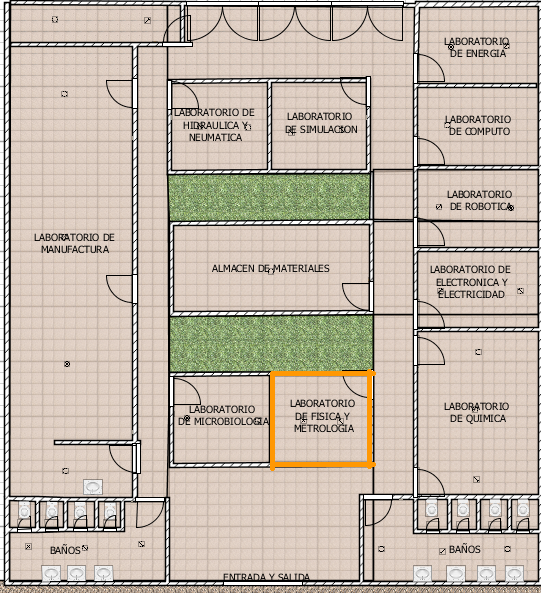 LABORATORIO
DE ENERGIA
LABORATORIO DE
HIDRAULICA Y
NEUMATICA
LABORATORIO
DE SIMULACION
LABORATORIO
DE COMPUTO
LABORATORIO
DE ROBOTICA
LABORATORIO DE
MANUFACTURA
ALMACEN DE MATERIALES
LABORATORIO DE
ELECTRONICA Y
ELECTRICIDAD
LABORATORIO
DE MICROBIOLOGIA
LABORATORIO
DE FISICA Y
METROLOGIA
LABORATORIO
DE QUIMICA
BAÑOS
BAÑOS
ENTRADA Y SALIDA